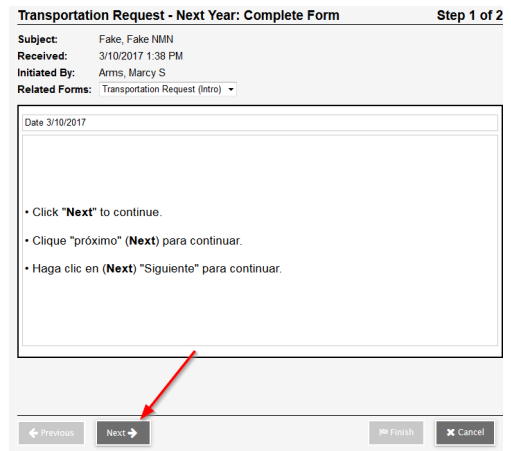 Transportation Request - Next Year: Complete Form Step 1 of 2
Subject: Fake, Fake NMN
Received: 3/10/2017 1:38 PM
Initiated By: Arms, Marcy S
Related Forms: Transportation Request (Intro)
Date 3/10/2017
• Click "Next" to continue.
• Clique "próximo" (Next) para continuar.
• Haga clic en (Next) "Siguiente" para continuar.
Previous Next Finish Cancel